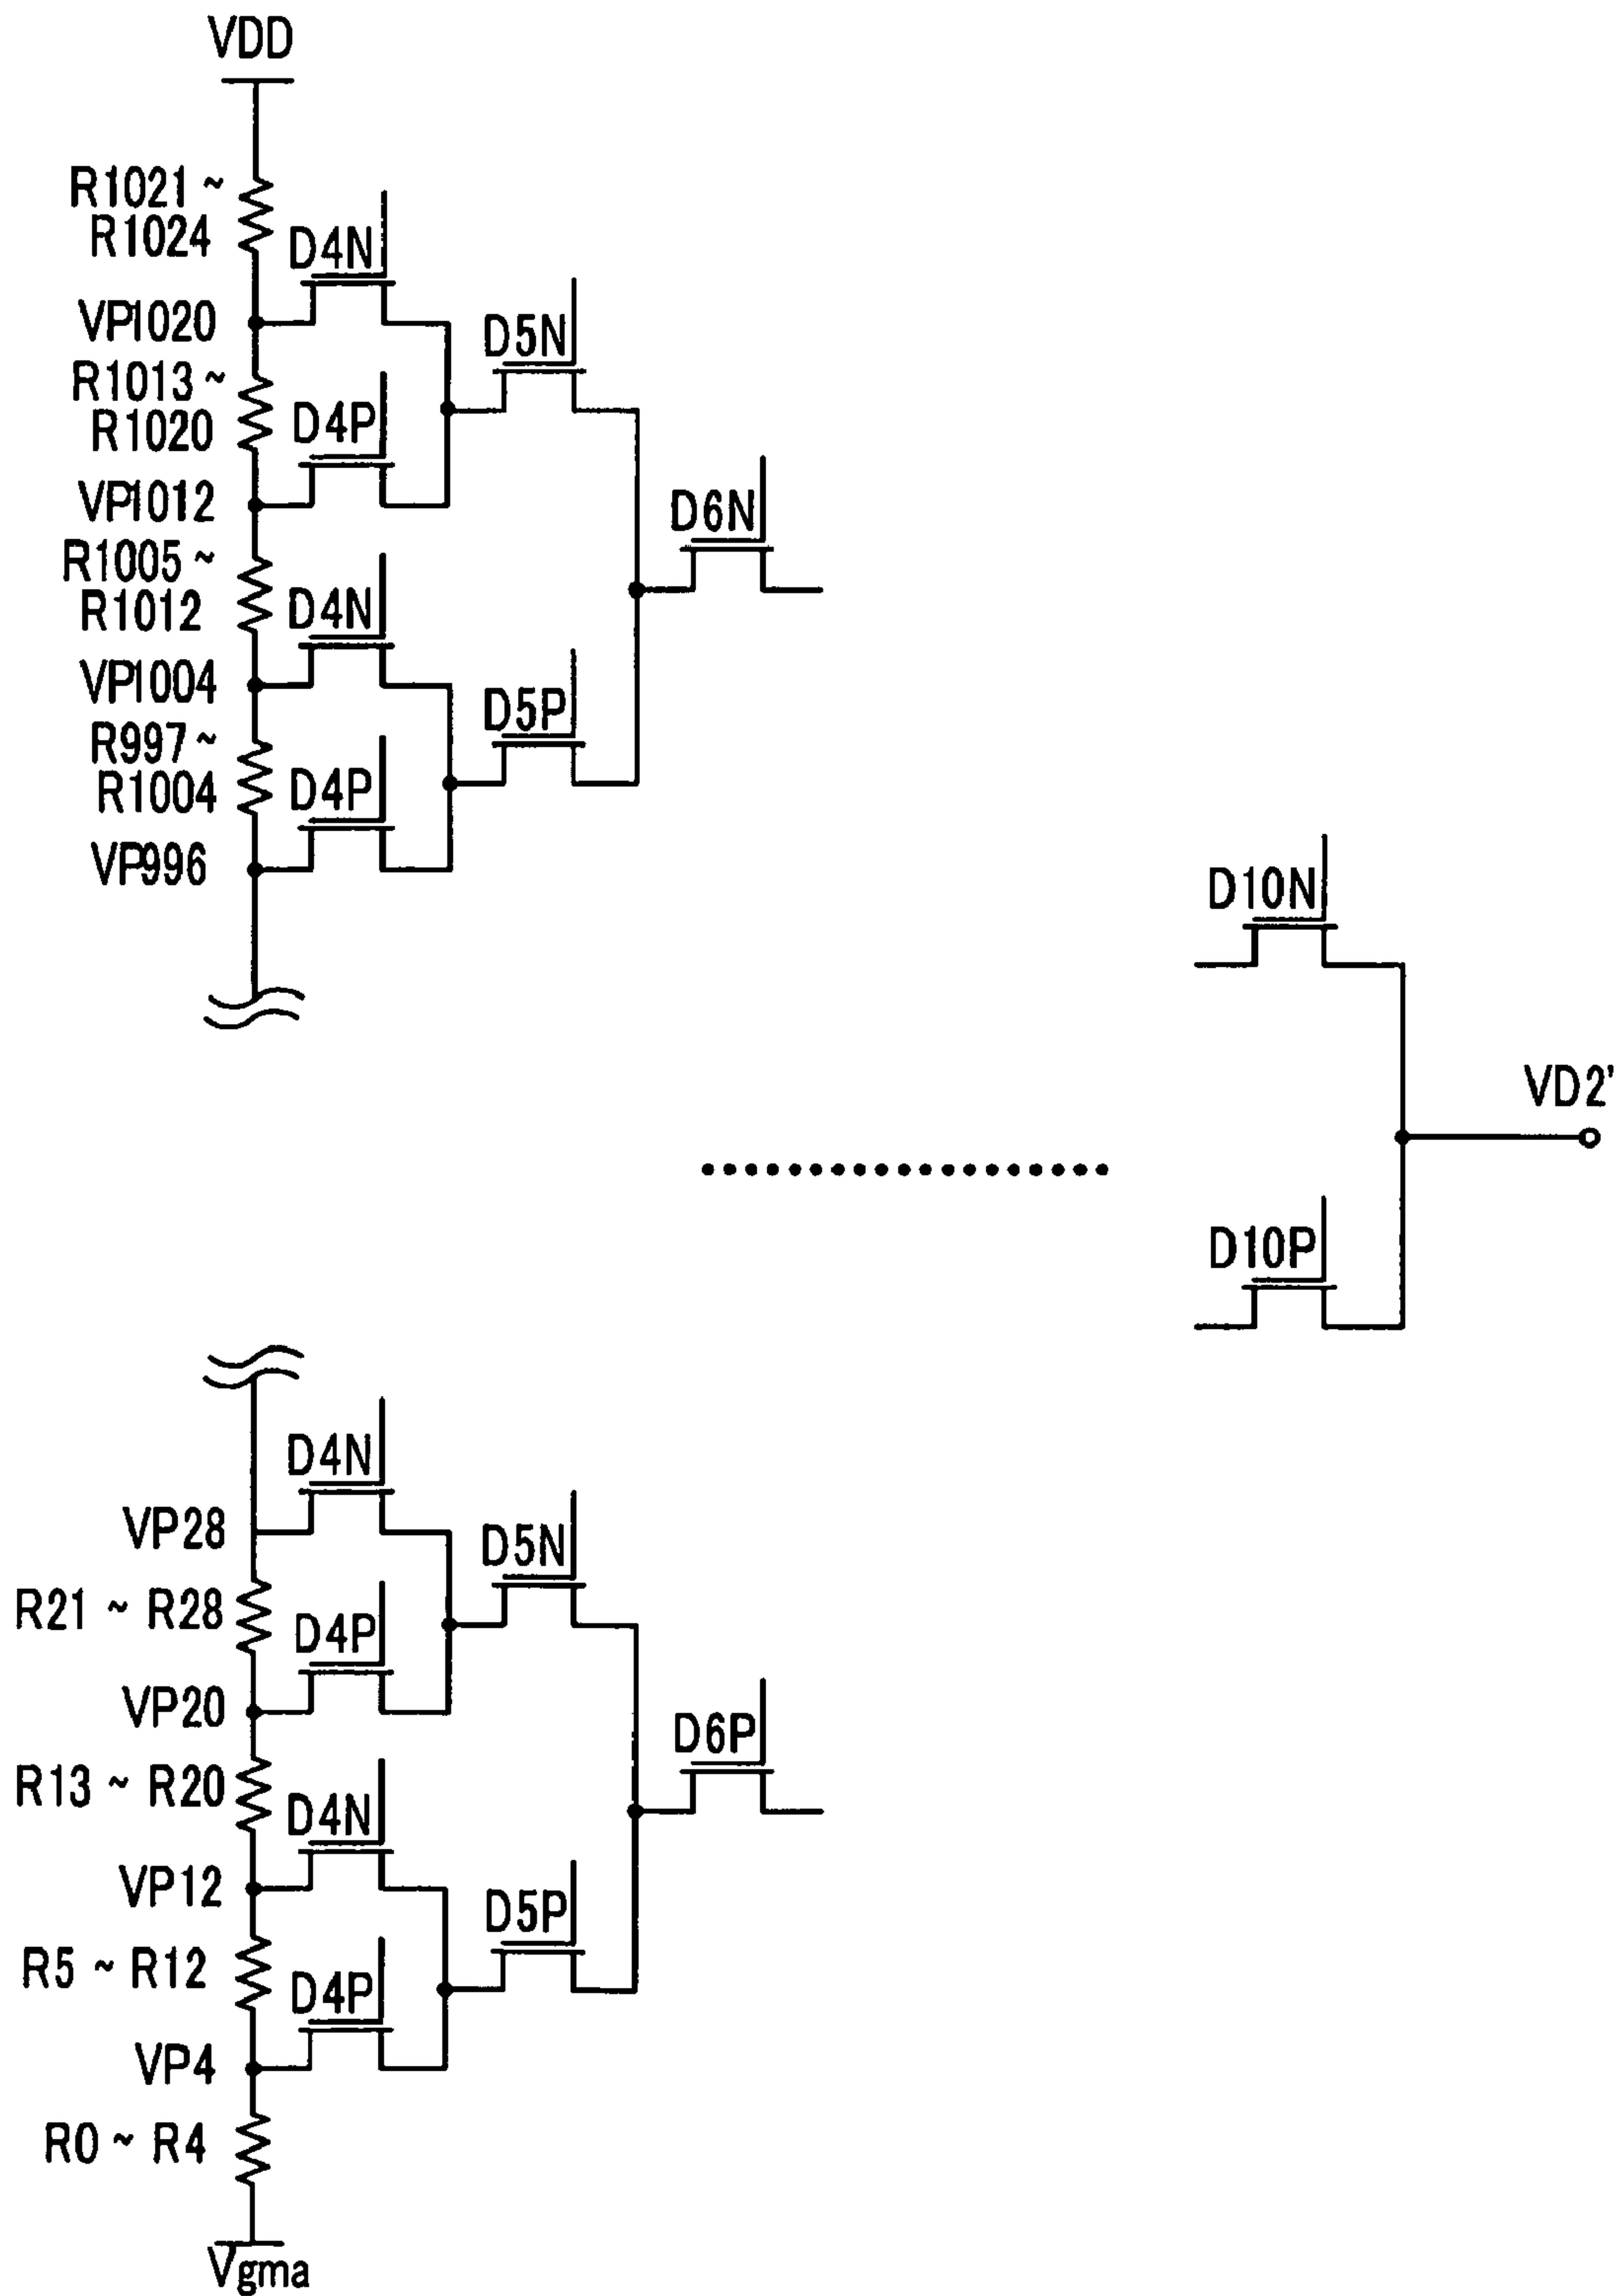 VDD
R1021 ~
R1024
D4N
VP1020
D5N
R1013 ~
R1020
D4P
VP1012
D6N
R1005 ~
R1012
D4N
VP1004
D5P
R997 ~
R1004
D4P
VP996
D10N
VD2'
D10P
D4N
VP28
D5N
R21 ~ R28
D4P
VP20
D6P
R13 ~ R20
D4N
VP12
D5P
R5 ~ R12
D4P
VP4
R0 ~ R4
Vgma